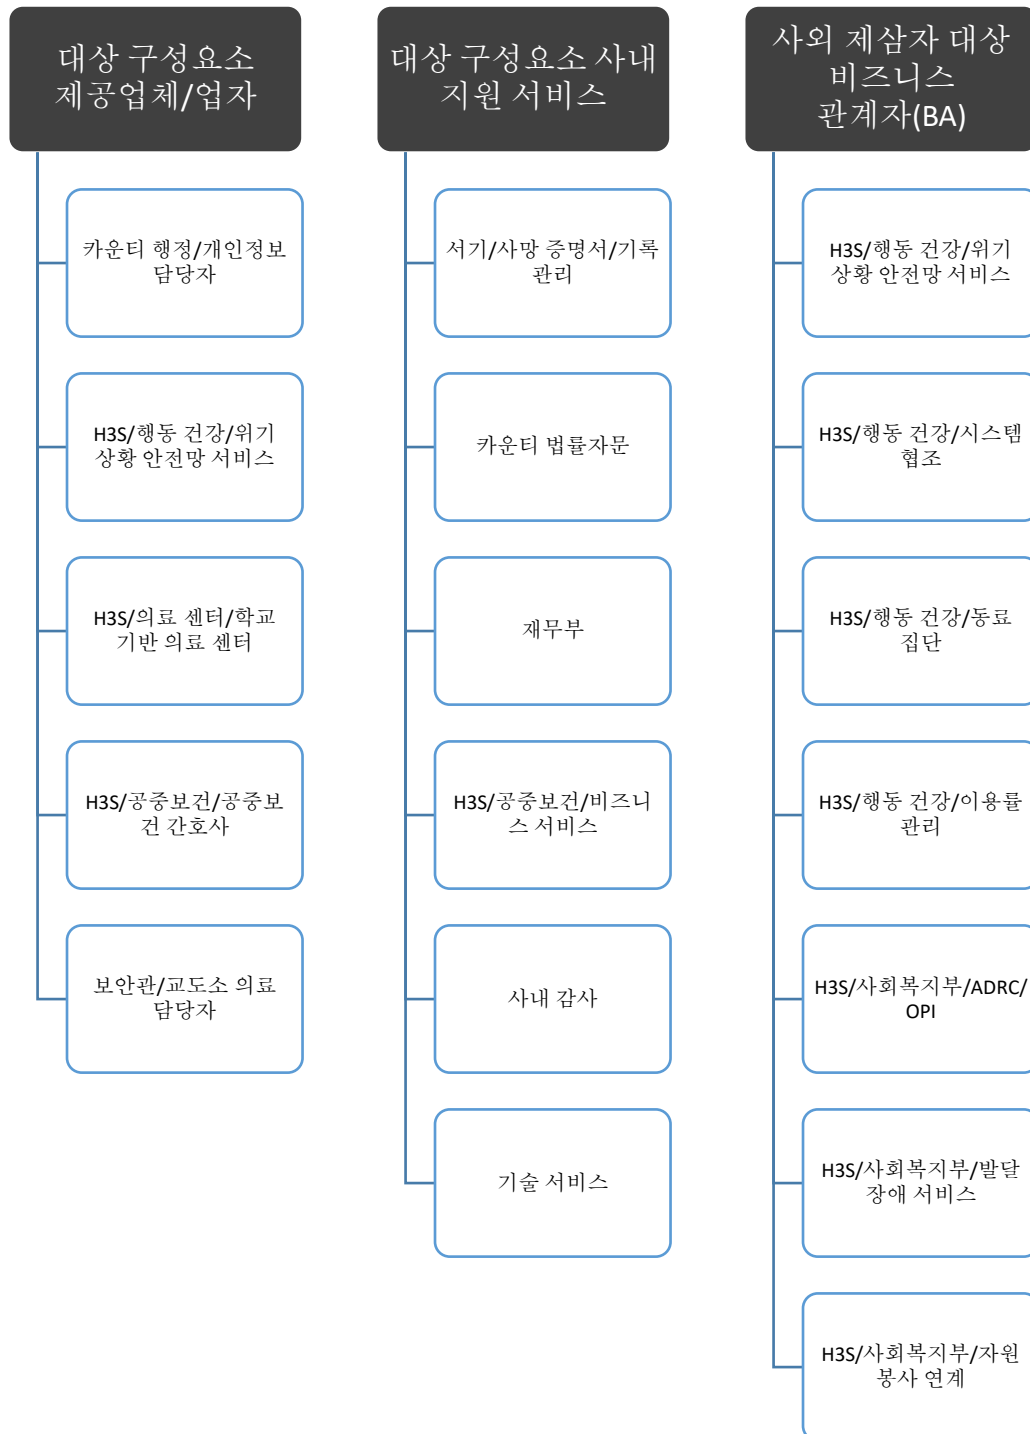 대상 구성요소
제공업체/업자
카운티 행정/개인정보
담당자
H3S/행동 건강/위기
상황 안전망 서비스
H3S/의료 센터/학교
기반 의료 센터
H3S/공중보건/공중보
건 간호사
보안관/교도소 의료
담당자
대상 구성요소 사내
지원 서비스
서기/사망 증명서/기록
관리
카운티 법률자문
재무부
H3S/공중보건/비즈니
스 서비스
사내 감사
기술 서비스
사외 제삼자 대상
비즈니스
관계자(BA)
H3S/행동 건강/위기
상황 안전망 서비스
H3S/행동 건강/시스템
협조
H3S/행동 건강/동료
집단
H3S/행동 건강/이용률
관리
H3S/사회복지부/ADRC/
OPI
H3S/사회복지부/발달
장애 서비스
H3S/사회복지부/자원
봉사 연계